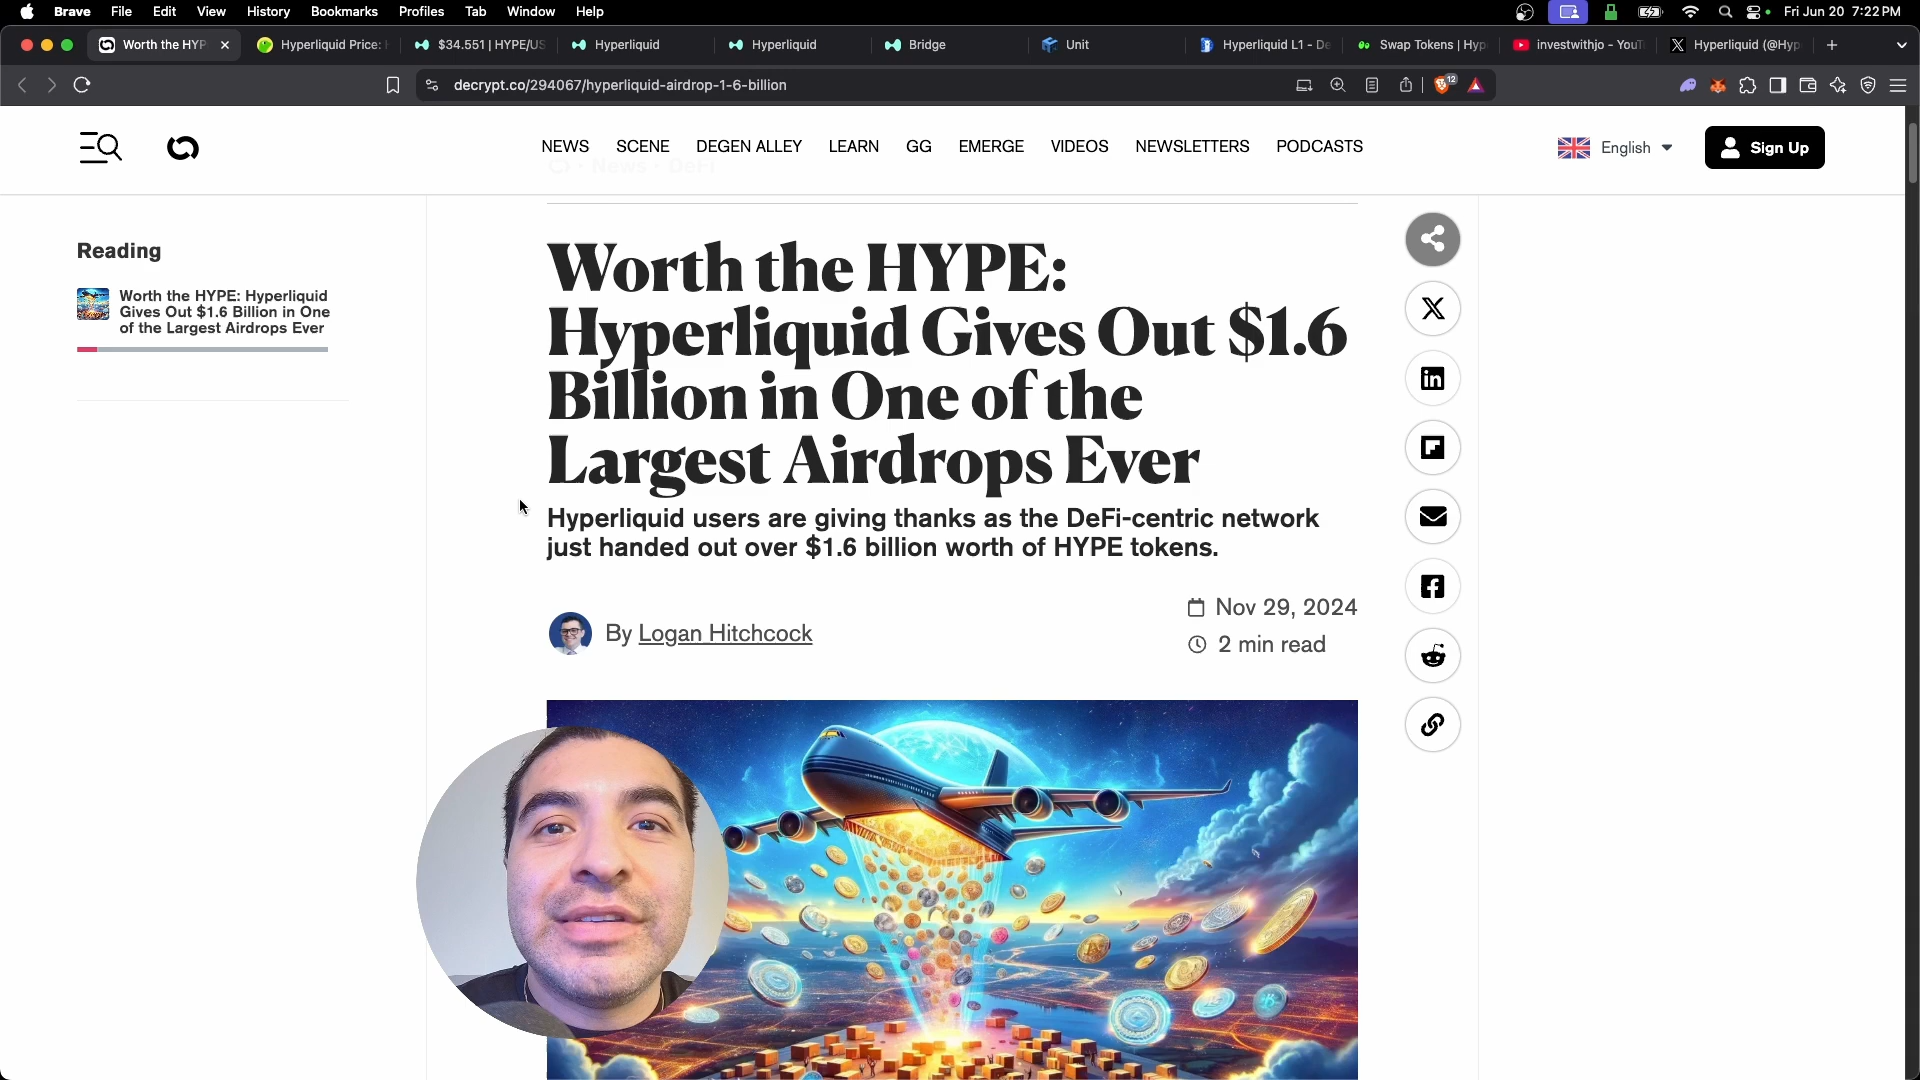 Brave File Edit View History Bookmarks Profiles Tab Window Help Fri Jun 20 7:22 PM
Worth the HYP Hyperliquid Price: $34.551 | HYPE/US Hyperliquid Hyperliquid Bridge Unit Hyperliquid L1 - De Swap Tokens | Hyp investwithjo - YouT Hyperliquid (@Hyp
decrypt.co/294067/hyperliquid-airdrop-1-6-billion 12
NEWS SCENE DEGEN ALLEY LEARN GG EMERGE VIDEOS NEWSLETTERS PODCASTS English Sign Up
News • DeFi
Reading
Worth the HYPE: Hyperliquid
Gives Out $1.6 Billion in One
of the Largest Airdrops Ever
Worth the HYPE:
Hyperliquid Gives Out $1.6
Billion in One of the
Largest Airdrops Ever
Hyperliquid users are giving thanks as the DeFi-centric network
just handed out over $1.6 billion worth of HYPE tokens.
By Logan Hitchcock
Nov 29, 2024
2 min read